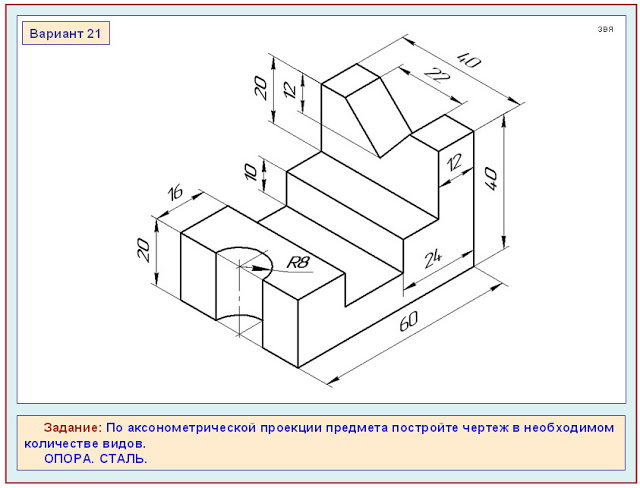 Вариант 21
ЗВЯ
40
22
20
12
12
40
10
16
20
R8
24
60
Задание: По аксонометрической проекции предмета постройте чертеж в необходимом
количестве видов.
ОПОРА. СТАЛЬ.